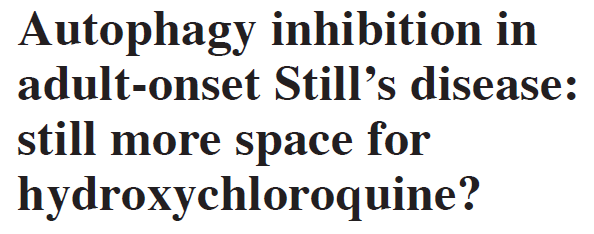 Autophagy inhibition in
adult-onset Still’s disease:
still more space for
hydroxychloroquine?